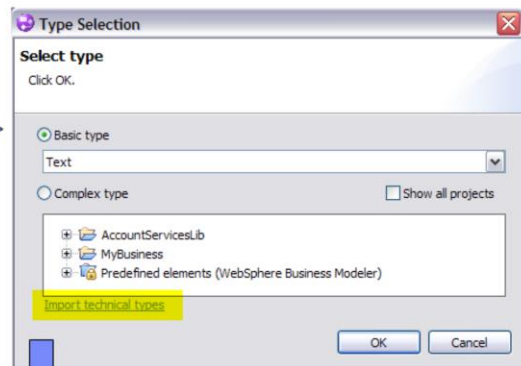 Type Selection
Select type
Click OK.
Basic type
Text
Complex type Show all projects
AccountServicesLib
MyBusiness
Predefined elements (WebSphere Business Modeler)
Import technical types
OK Cancel